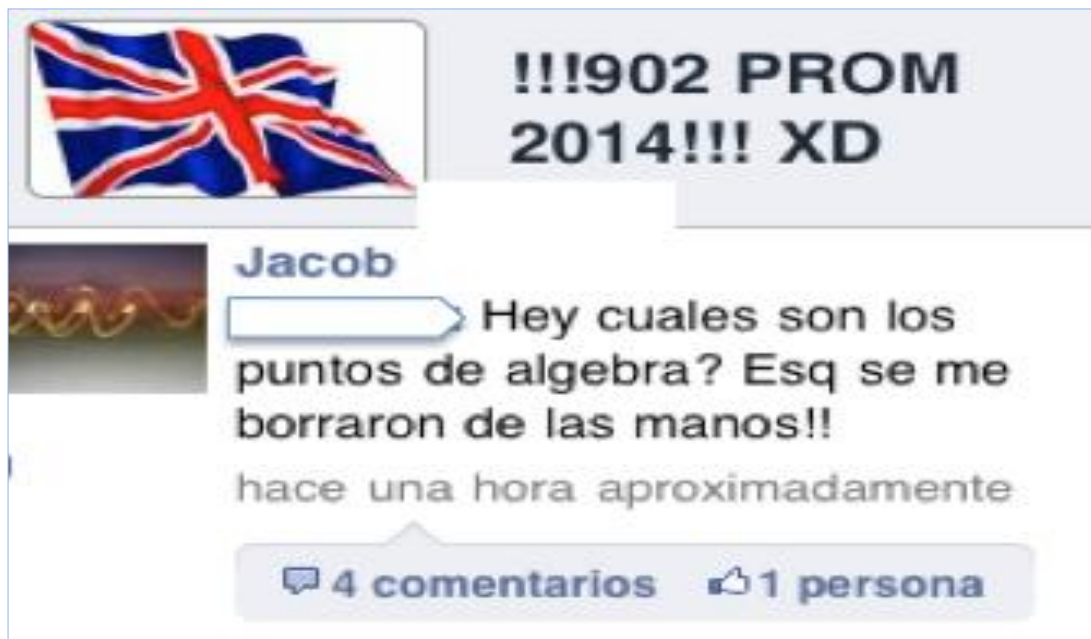 !!!902 PROM
2014!!! XD
Jacob
Hey cuales son los
puntos de algebra? Esq se me
borraron de las manos!!
hace una hora aproximadamente
4 comentarios 1 persona